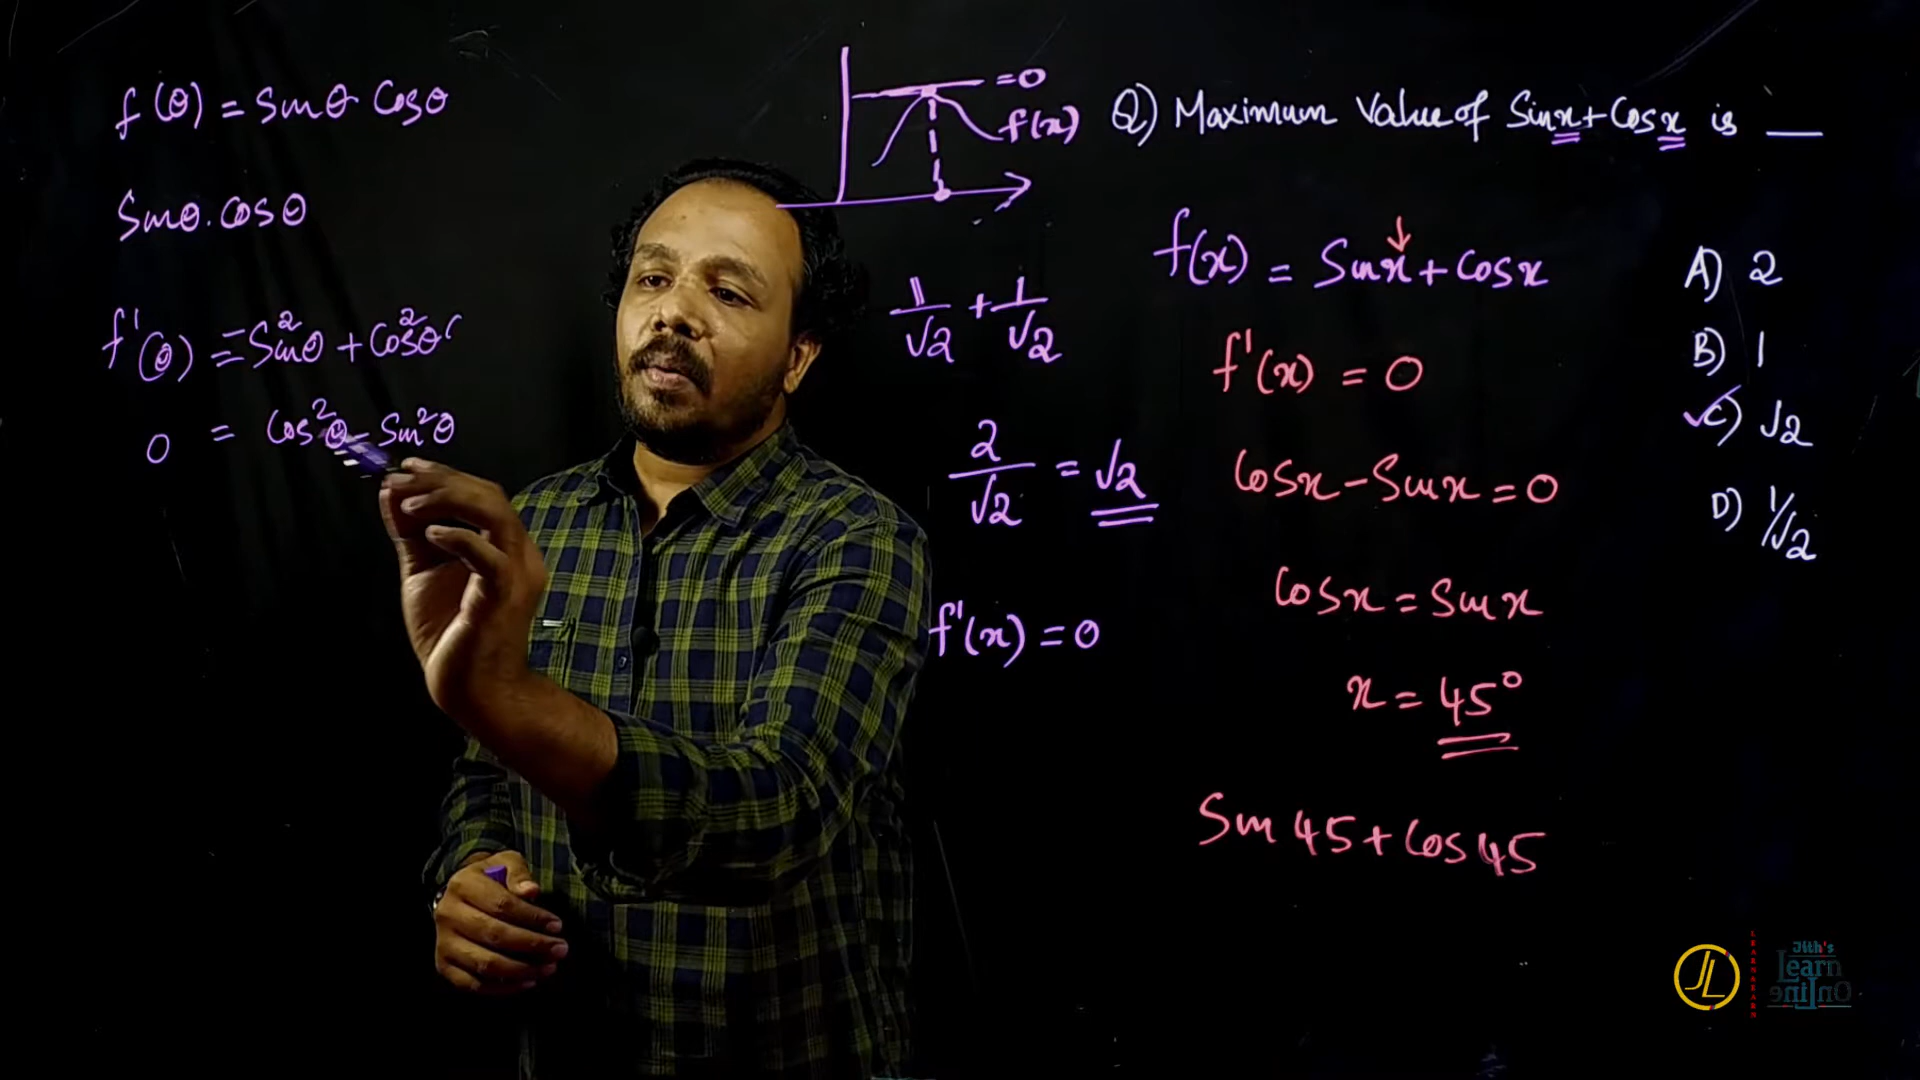 f(θ) = Sinθ Cosθ
Sinθ.Cosθ
f'(θ) = -Sin²θ + Cos²θ
0 = Cos²θ - Sin²θ
=0
f(x)
1/√2 + 1/√2
2/√2 = √2
f'(x) = 0
Q) Maximum Value of Sinx + Cosx is __
f(x) = Sinx + Cosx
f'(x) = 0
Cosx - Sinx = 0
Cosx = Sinx
x = 45°
Sin 45 + Cos 45
A) 2
B) 1
C) √2
D) 1/√2
JL
Jith's
Learn
OnLine